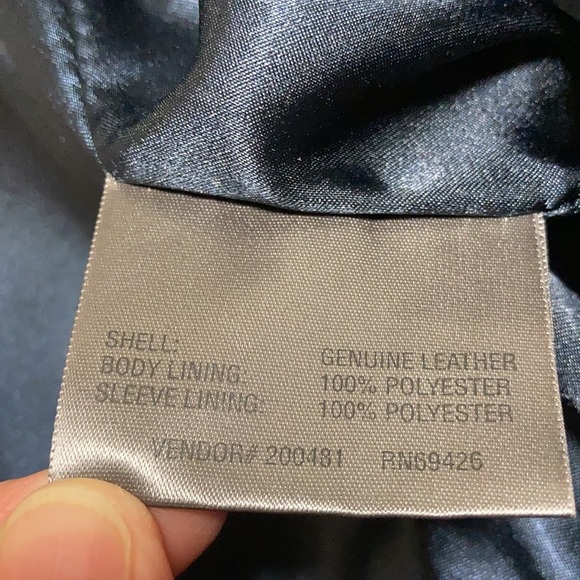 SHELL: GENUINE LEATHER
BODY LINING: 100% POLYESTER
SLEEVE LINING: 100% POLYESTER
VENDOR# 200481 RN69426